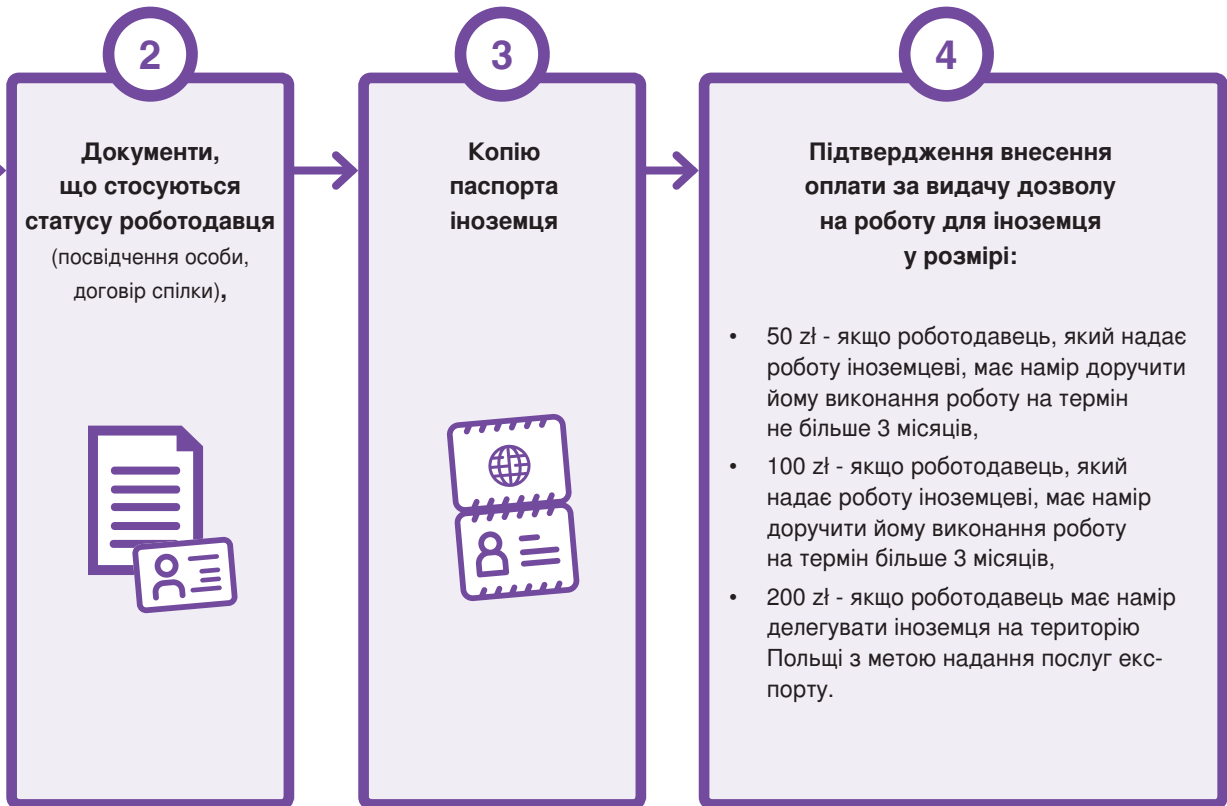 2
Документи,
що стосуються
статусу роботодавця
(посвідчення особи,
договір спілки),
3
Копію
паспорта
іноземця
4
Підтвердження внесення
оплати за видачу дозволу
на роботу для іноземця
у розмірі:
• 50 zł - якщо роботодавець, який надає
роботу іноземцеві, має намір доручити
йому виконання роботу на термін
не більше 3 місяців,
• 100 zł - якщо роботодавець, який
надає роботу іноземцеві, має намір
доручити йому виконання роботу
на термін більше 3 місяців,
• 200 zł - якщо роботодавець має намір
делегувати іноземця на територію
Польщі з метою надання послуг екс-
порту.